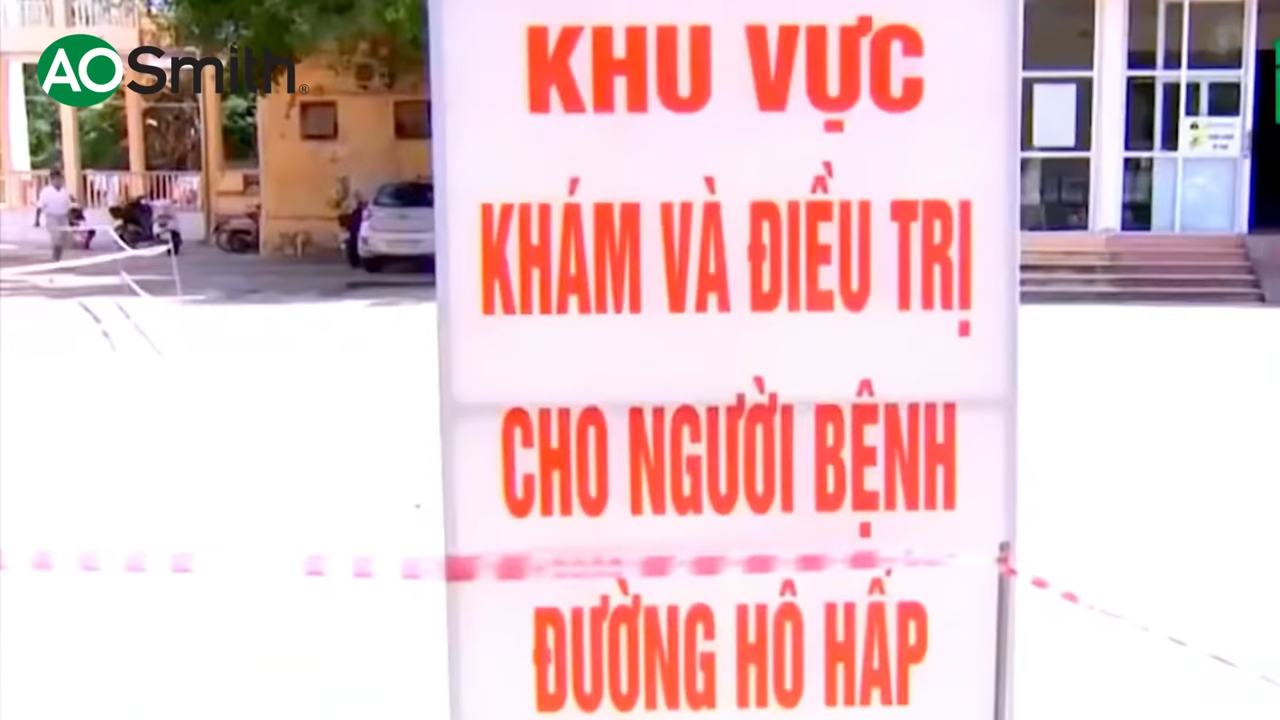 AOSmith®
KHU VỰC
KHÁM VÀ ĐIỀU TRỊ
CHO NGƯỜI BỆNH
ĐƯỜNG HÔ HẤP